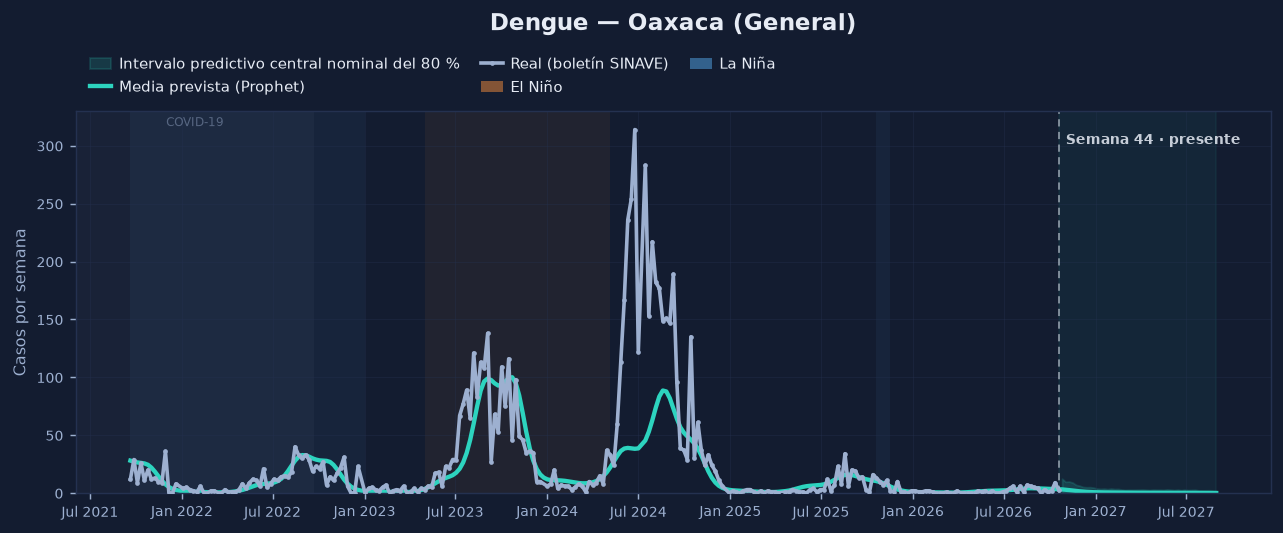 Dengue — Oaxaca (General)
Intervalo predictivo central nominal del 80 %
Real (boletín SINAVE)
La Niña
Media prevista (Prophet)
El Niño
COVID-19
Semana 44 · presente
Casos por semana
300
250
200
150
100
50
0
Jul 2021
Jan 2022
Jul 2022
Jan 2023
Jul 2023
Jan 2024
Jul 2024
Jan 2025
Jul 2025
Jan 2026
Jul 2026
Jan 2027
Jul 2027